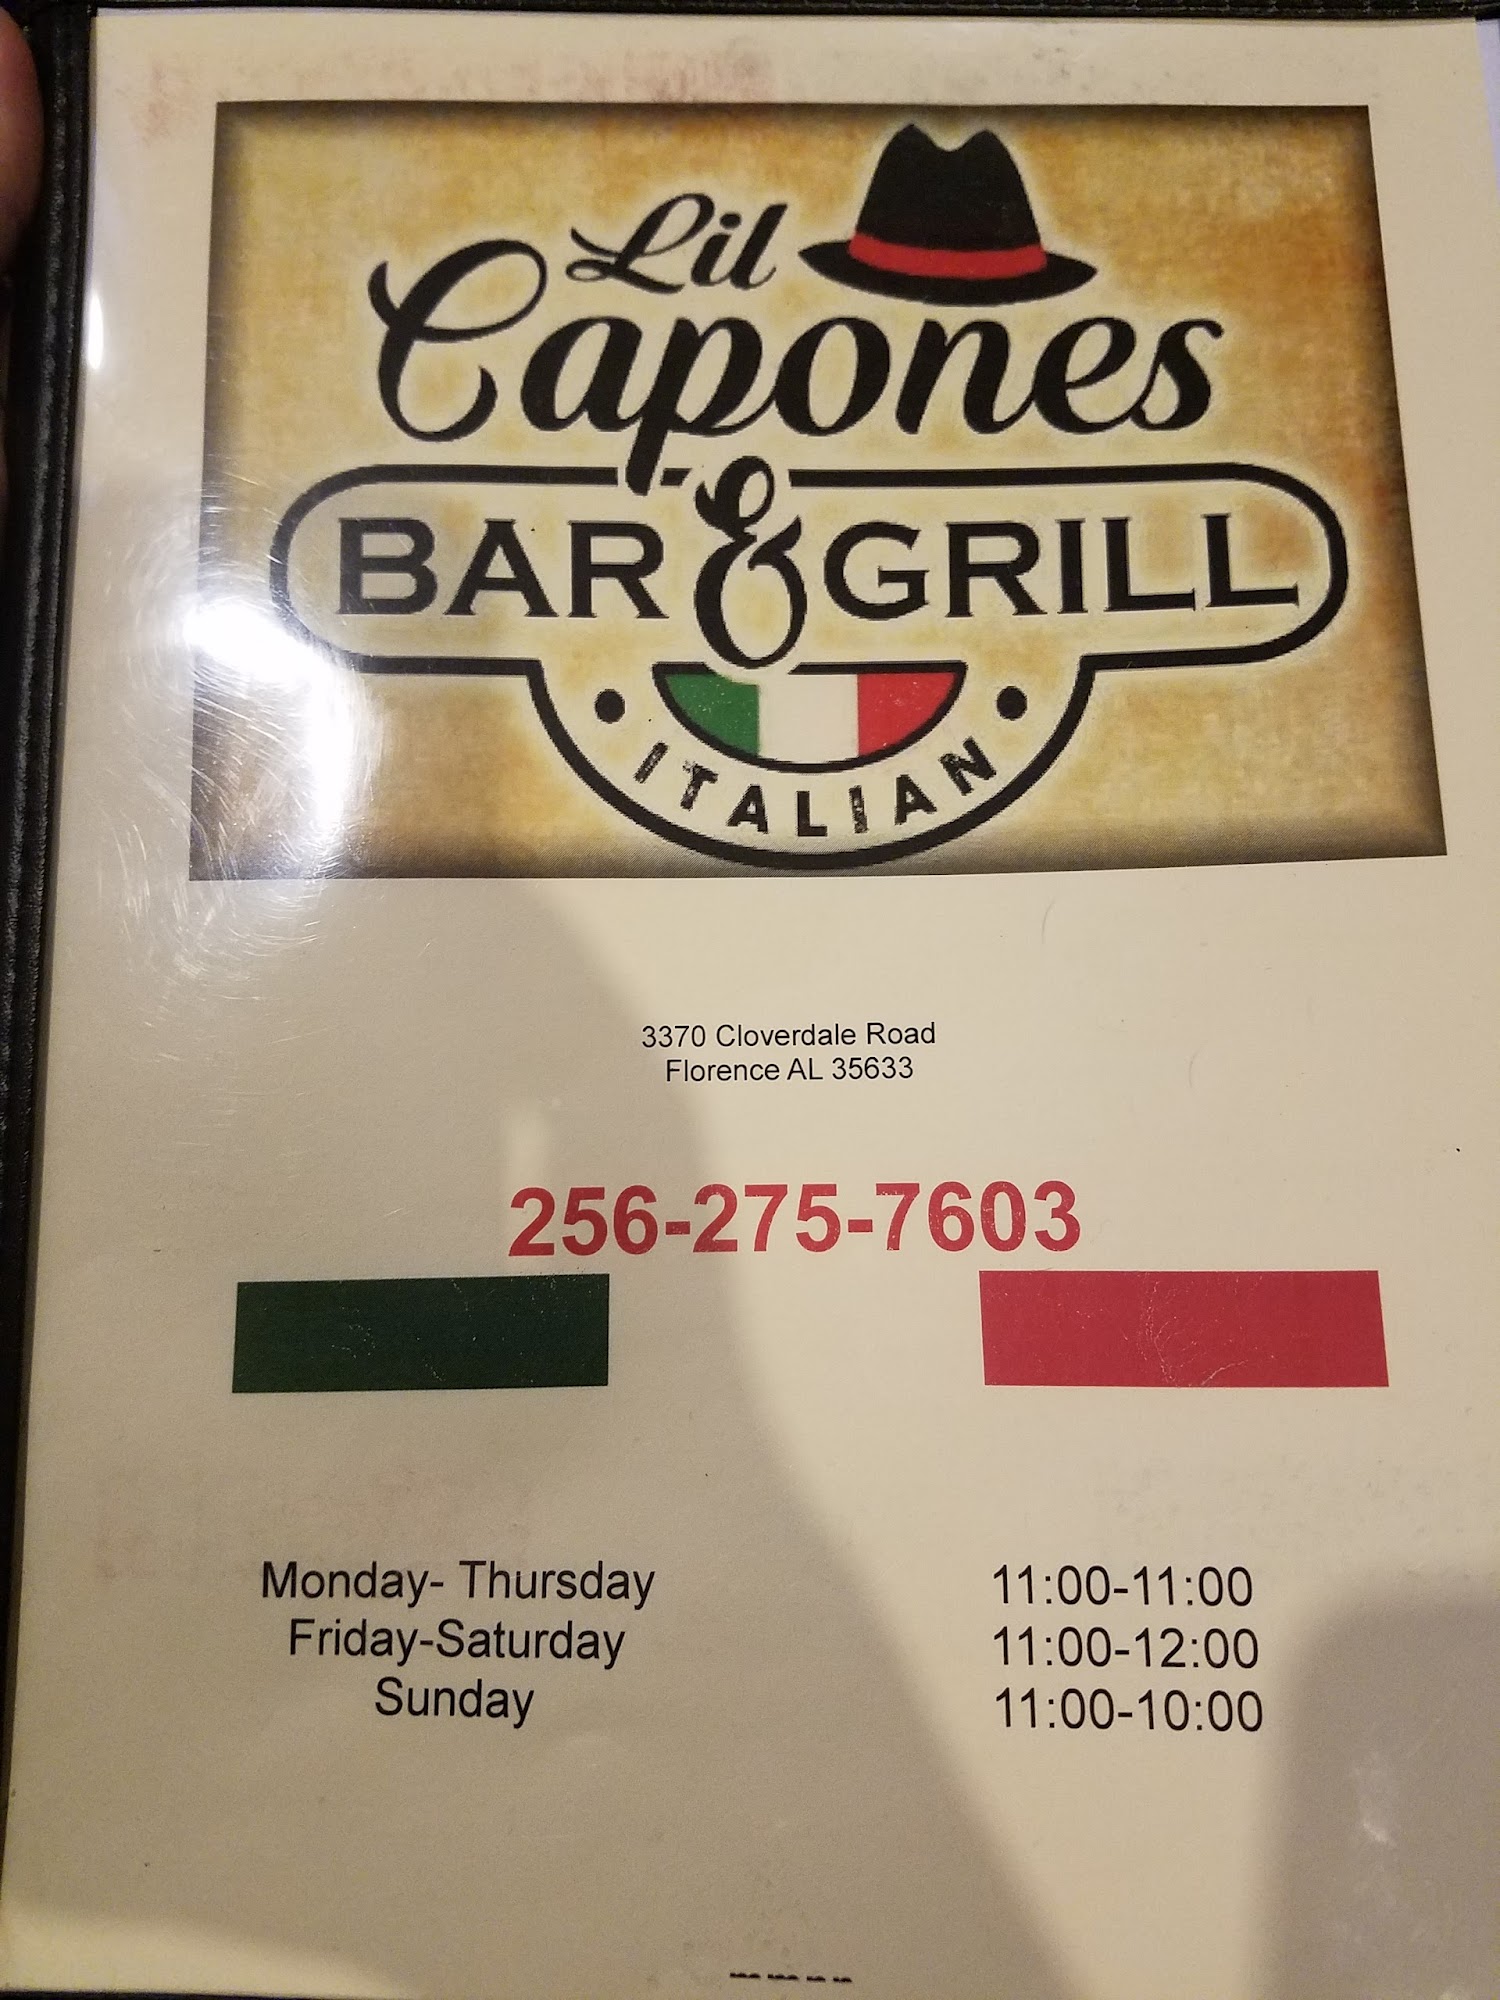 Lil
Capones
BAR & GRILL
ITALIAN
3370 Cloverdale Road
Florence AL 35633
256-275-7603
Monday- Thursday 11:00-11:00
Friday-Saturday 11:00-12:00
Sunday 11:00-10:00